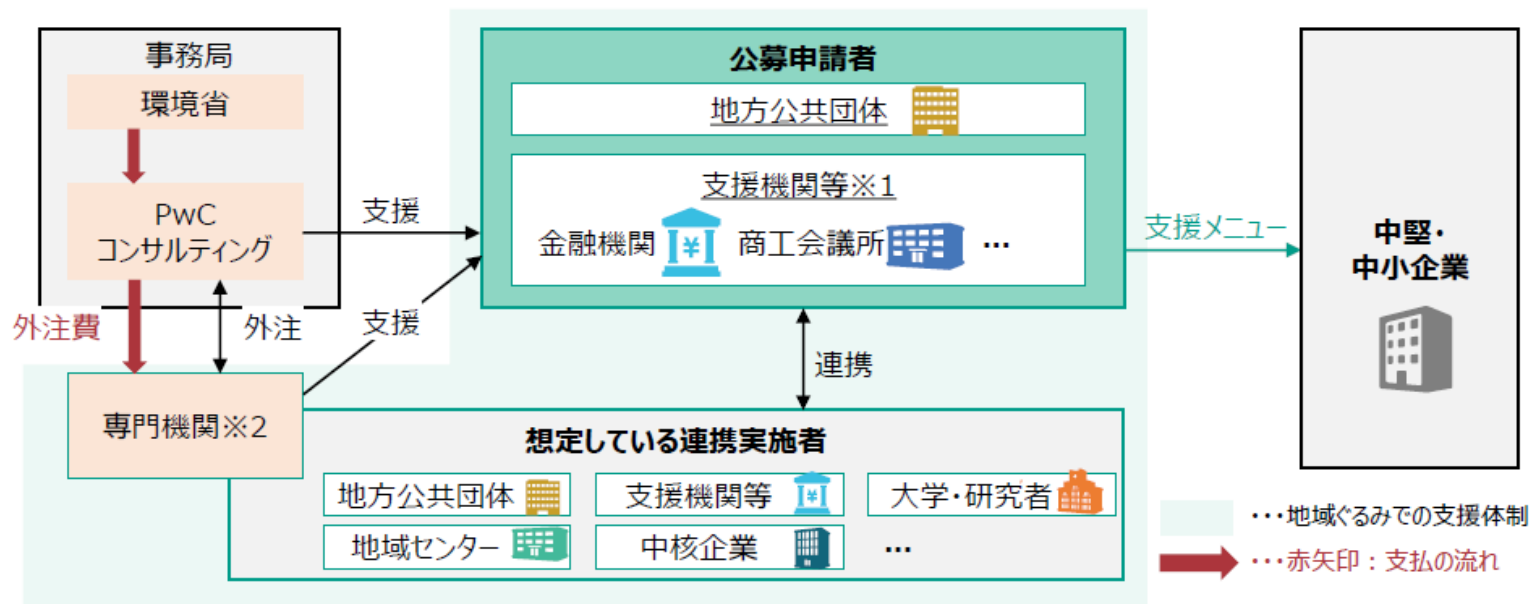 事務局
環境省
PwC
コンサルティング
外注費
外注
支援
支援
専門機関※2
公募申請者
地方公共団体
支援機関等※1
金融機関
¥
商工会議所
…
連携
支援メニュー
中堅・
中小企業
想定している連携実施者
地方公共団体
支援機関等
¥
大学・研究者
地域センター
中核企業
…
・・・地域ぐるみでの支援体制
・・・赤矢印：支払の流れ